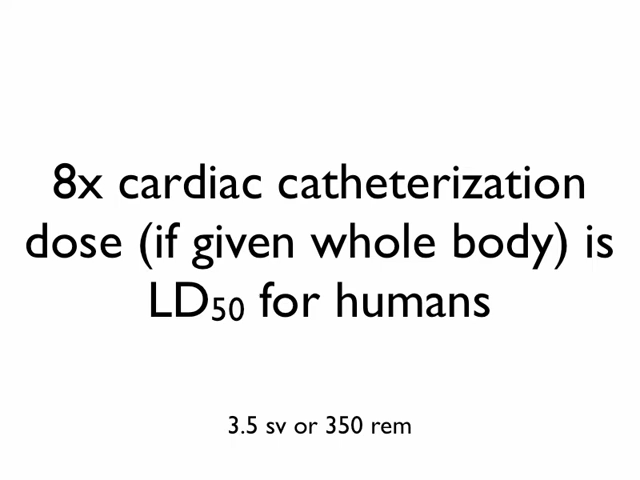 8x cardiac catheterization
dose (if given whole body) is
LD₅₀ for humans
3.5 sv or 350 rem